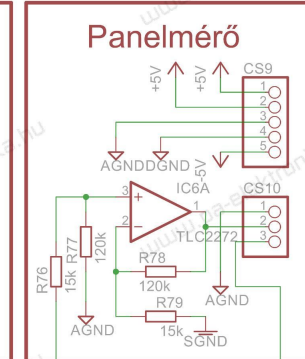 Panelmérő
CS9
+5V
+5V
1
2
3
4
5
AGND
DGND
-5V
IC6A
CS10
3
+
1
2
-
TLC2272
1
2
3
R76
15k
R77
120k
R78
120k
R79
15k
AGND
AGND
SGND